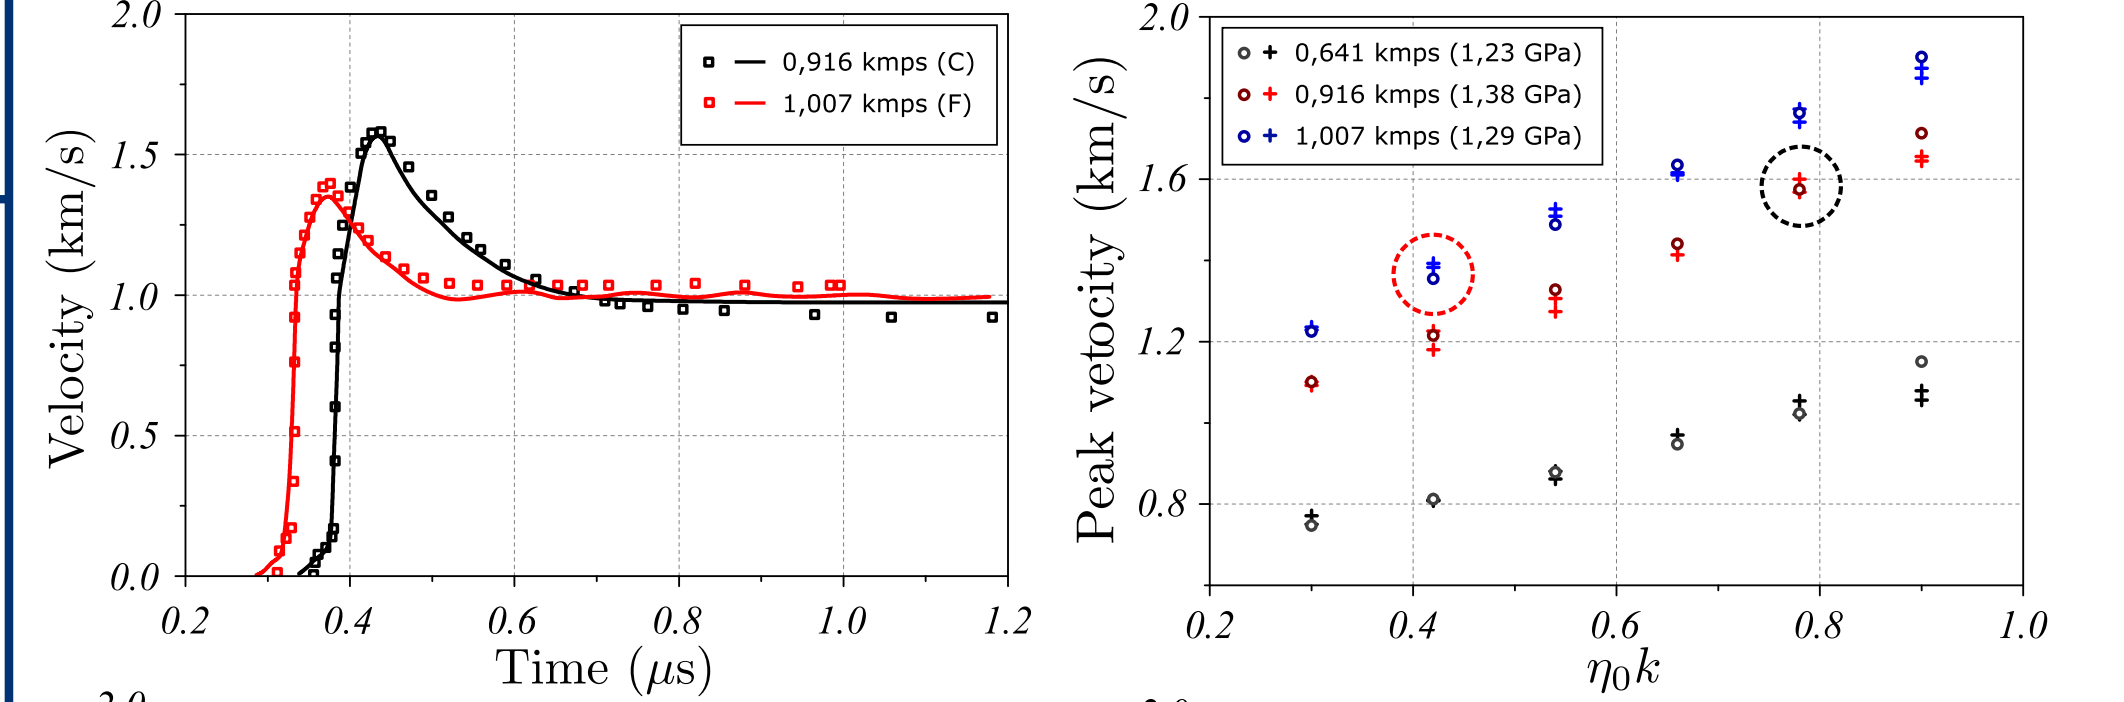 2.0
1.5
1.0
0.5
0.0
Velocity (km/s)
0,916 kmps (C)
1,007 kmps (F)
0.2 0.4 0.6 0.8 1.0 1.2
Time (μs)
2.0
1.6
1.2
0.8
Peak vetocity (km/s)
0,641 kmps (1,23 GPa)
0,916 kmps (1,38 GPa)
1,007 kmps (1,29 GPa)
0.2 0.4 0.6 0.8 1.0
η₀k